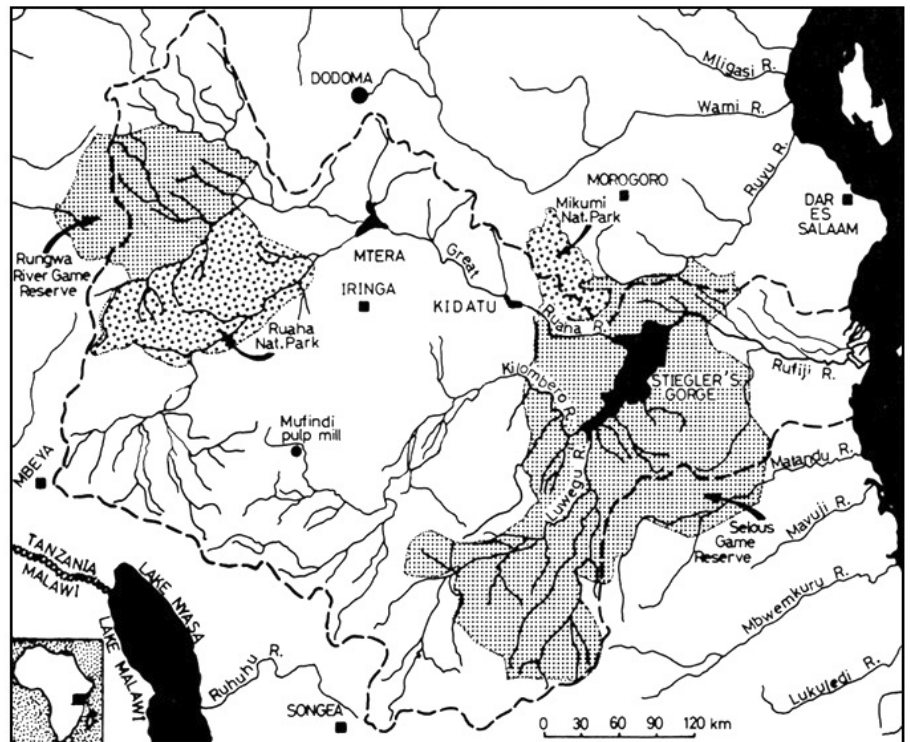 DODOMA
Mligasi R.
Wami R.
Ruvu R.
MOROGORO
Mikumi
Nat. Park
DAR
ES
SALAAM
Rungwa
River Game
Reserve
MTERA
Great
IRINGA
KIDATU
Ruaha R.
Ruaha
Nat. Park
Kilombero R.
STIEGLER'S
GORGE
Rufiji R.
Mufindi
pulp mill
MBEYA
Luwegu R.
Matandu R.
Selous
Game
Reserve
Mavuji R.
TANZANIA
MALAWI
LAKE NYASA
LAKE MALAWI
Mbwemkuru R.
Ruhuhu R.
Lukuledi R.
SONGEA
0 30 60 90 120 km